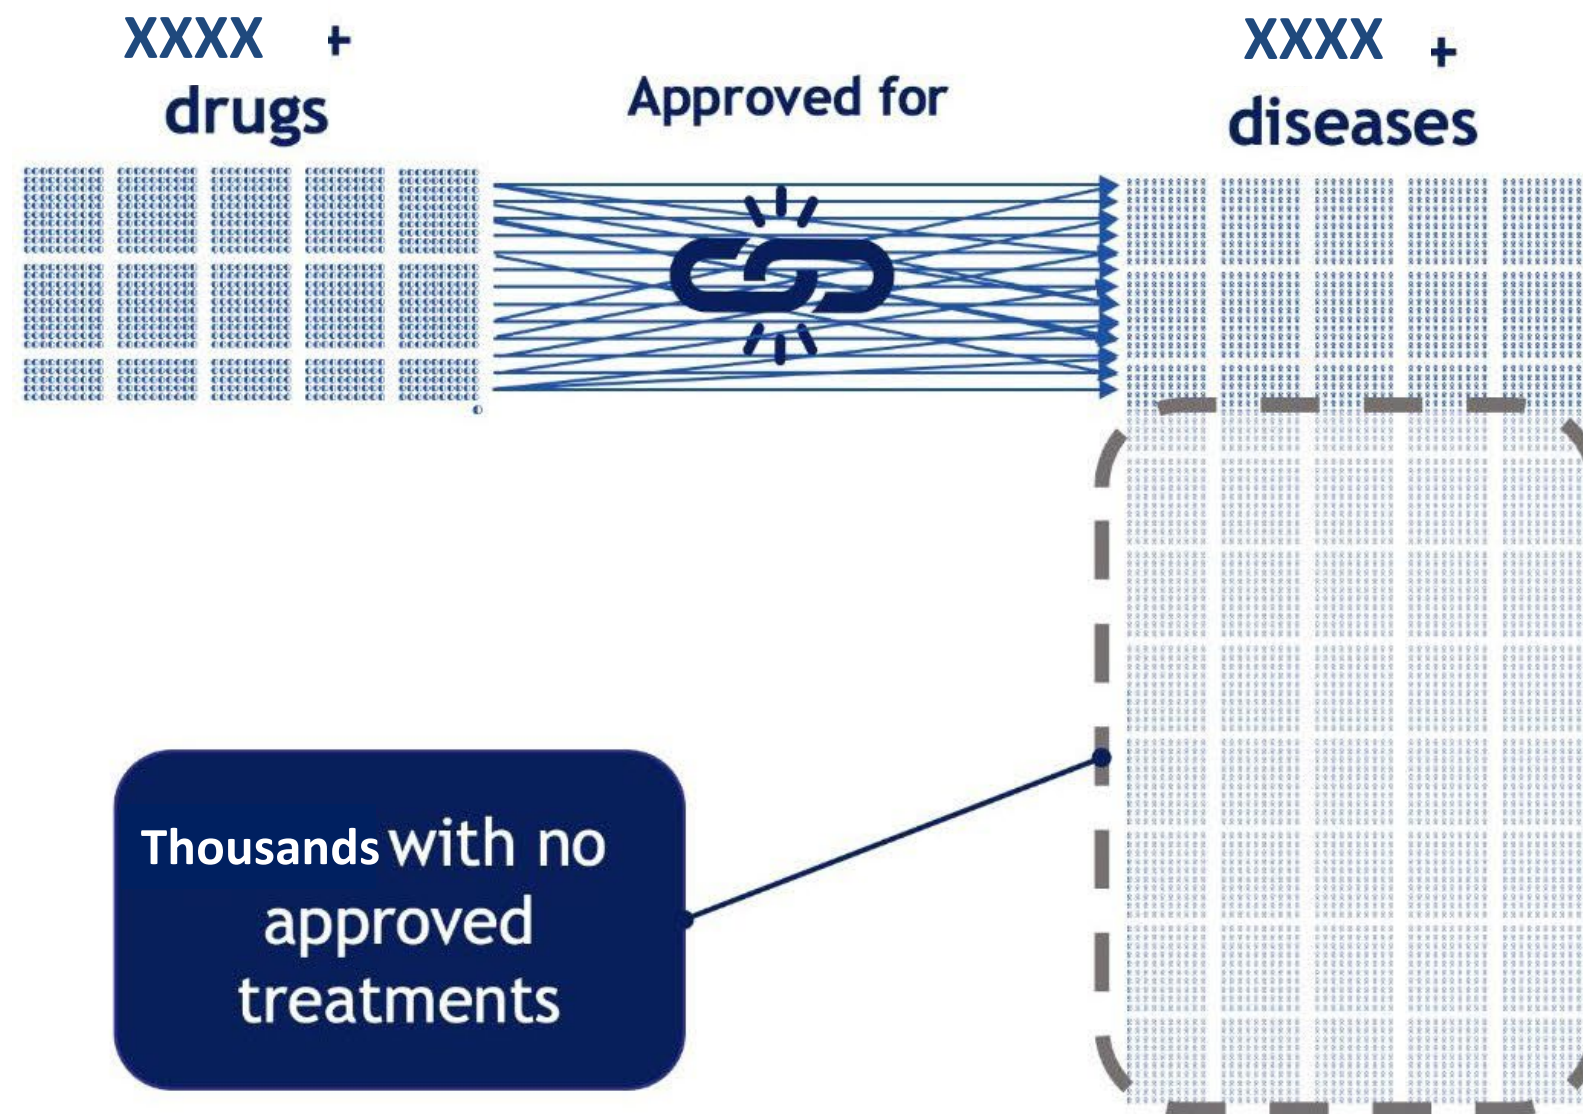 XXXX +
drugs
Approved for
XXXX +
diseases
Thousands with no
approved
treatments